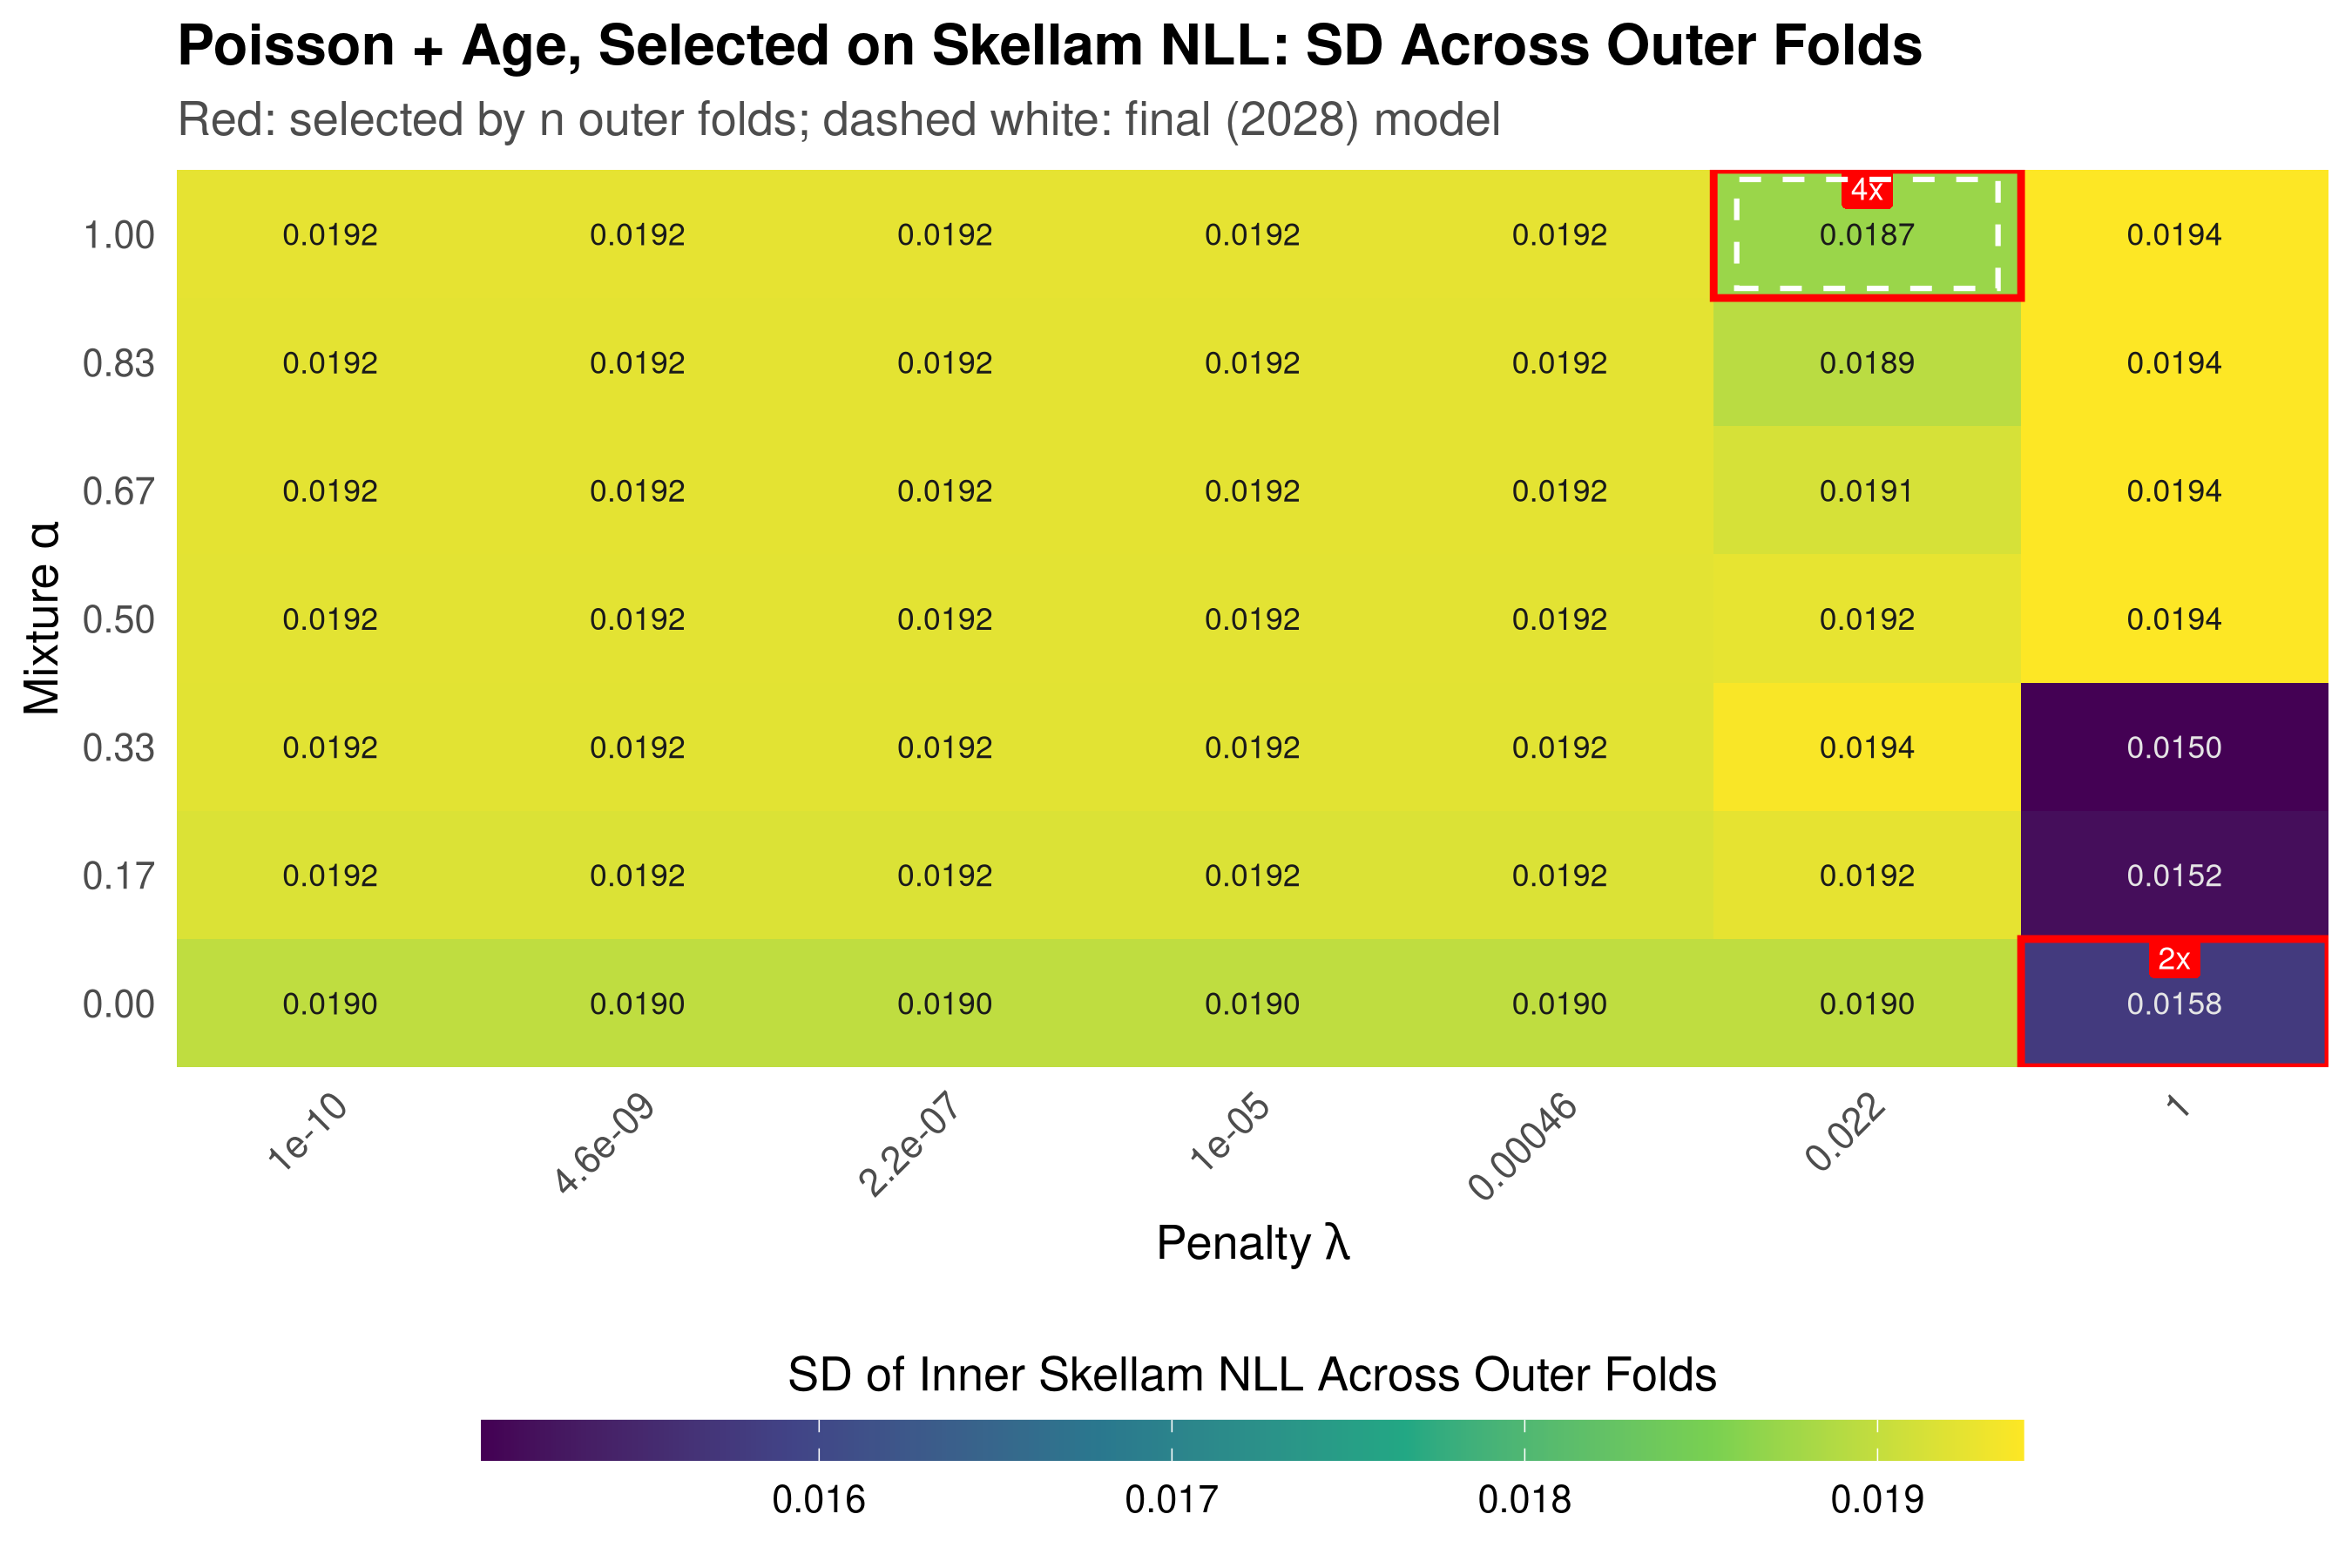 Poisson + Age, Selected on Skellam NLL: SD Across Outer Folds
Red: selected by n outer folds; dashed white: final (2028) model
Mixture α
1.00 0.0192 0.0192 0.0192 0.0192 0.0192 4x 0.0187 0.0194
0.83 0.0192 0.0192 0.0192 0.0192 0.0192 0.0189 0.0194
0.67 0.0192 0.0192 0.0192 0.0192 0.0192 0.0191 0.0194
0.50 0.0192 0.0192 0.0192 0.0192 0.0192 0.0192 0.0194
0.33 0.0192 0.0192 0.0192 0.0192 0.0192 0.0194 0.0150
0.17 0.0192 0.0192 0.0192 0.0192 0.0192 0.0192 0.0152
0.00 0.0190 0.0190 0.0190 0.0190 0.0190 0.0190 2x 0.0158
1e-10 4.6e-09 2.2e-07 1e-05 0.00046 0.022 1
Penalty λ
SD of Inner Skellam NLL Across Outer Folds
0.016 0.017 0.018 0.019